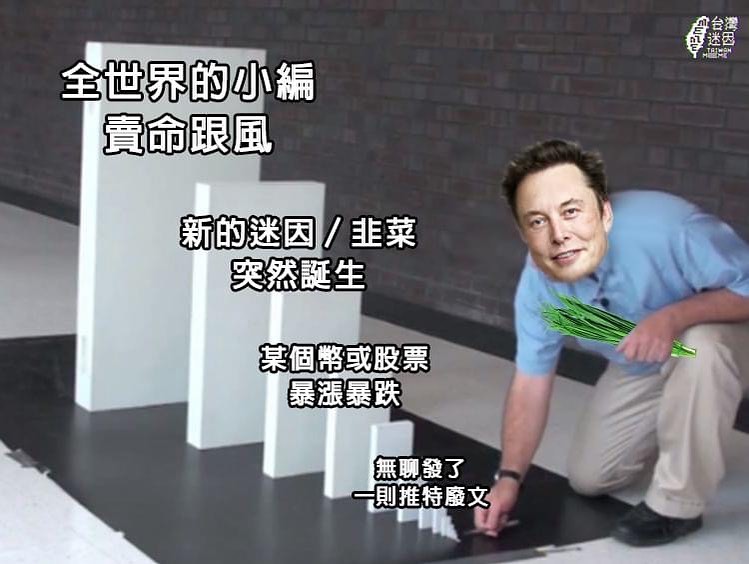 台灣
迷因
TAIWAN
MEME
全世界的小編
賣命跟風
新的迷因/韭菜
突然誕生
某個幣或股票
暴漲暴跌
無聊發了
一則推特廢文